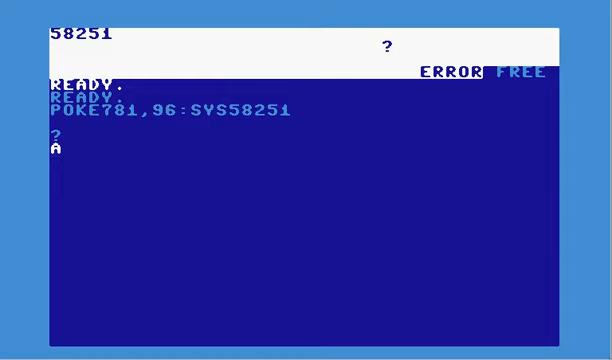 58251
?
ERROR FREE
READY.
READY.
POKE781,96:SYS58251
?
A